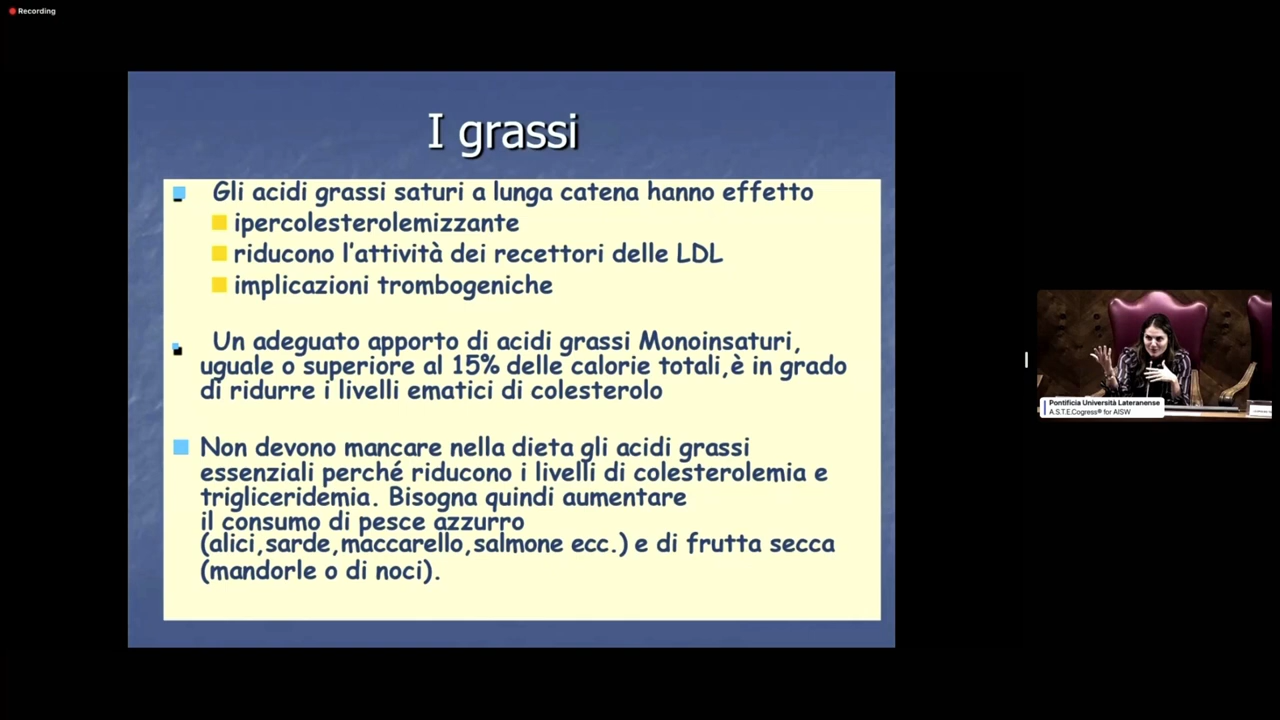 Recording
I grassi
Gli acidi grassi saturi a lunga catena hanno effetto
ipercolesterolemizzante
riducono l'attività dei recettori delle LDL
implicazioni trombogeniche
Un adeguato apporto di acidi grassi Monoinsaturi,
uguale o superiore al 15% delle calorie totali,è in grado
di ridurre i livelli ematici di colesterolo
Non devono mancare nella dieta gli acidi grassi
essenziali perché riducono i livelli di colesterolemia e
trigliceridemia. Bisogna quindi aumentare
il consumo di pesce azzurro
(alici,sarde,maccarello,salmone ecc.) e di frutta secca
(mandorle o di noci).
Pontificia Università Lateranense
A.S.T.E.Cogress® for AISW